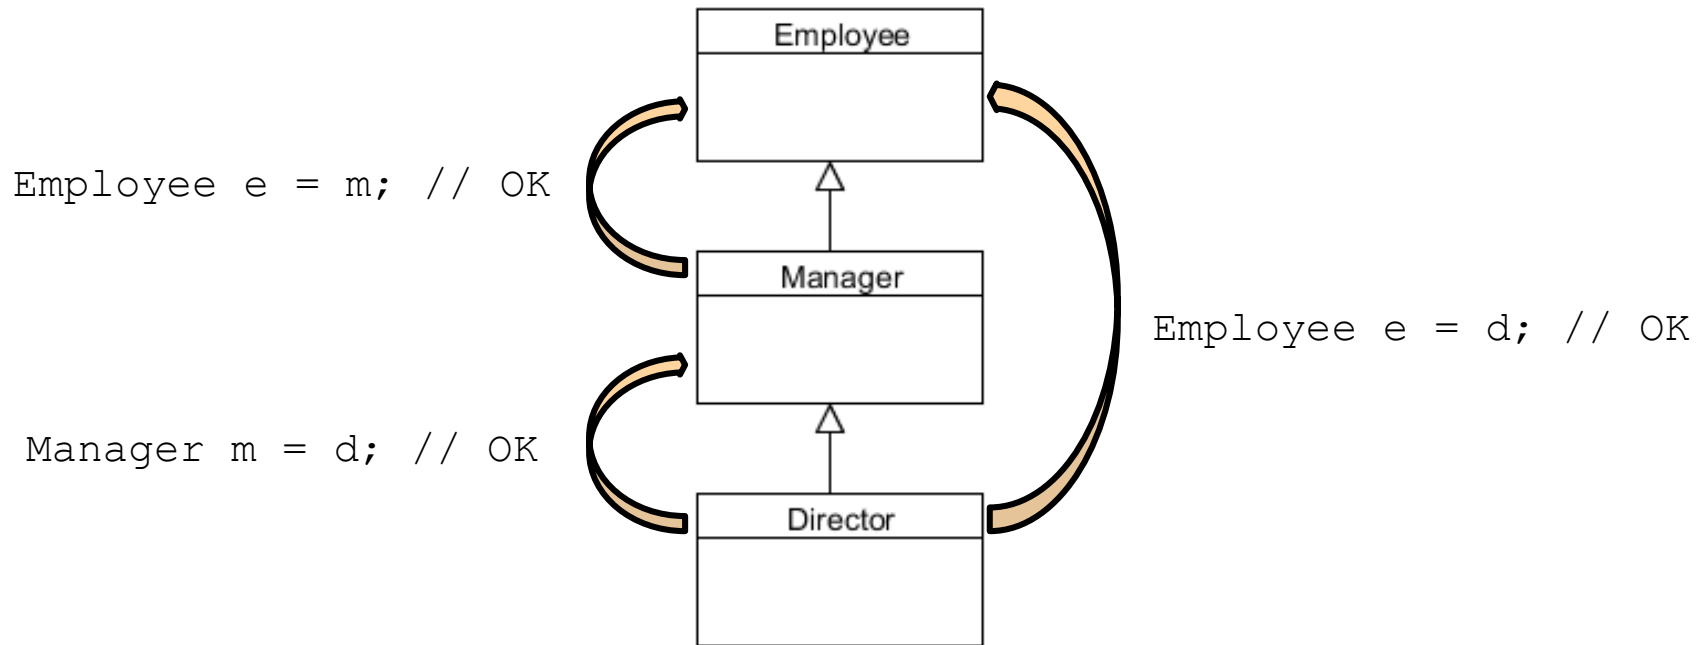 Employee
Employee e = m; // OK
Manager
Employee e = d; // OK
Manager m = d; // OK
Director